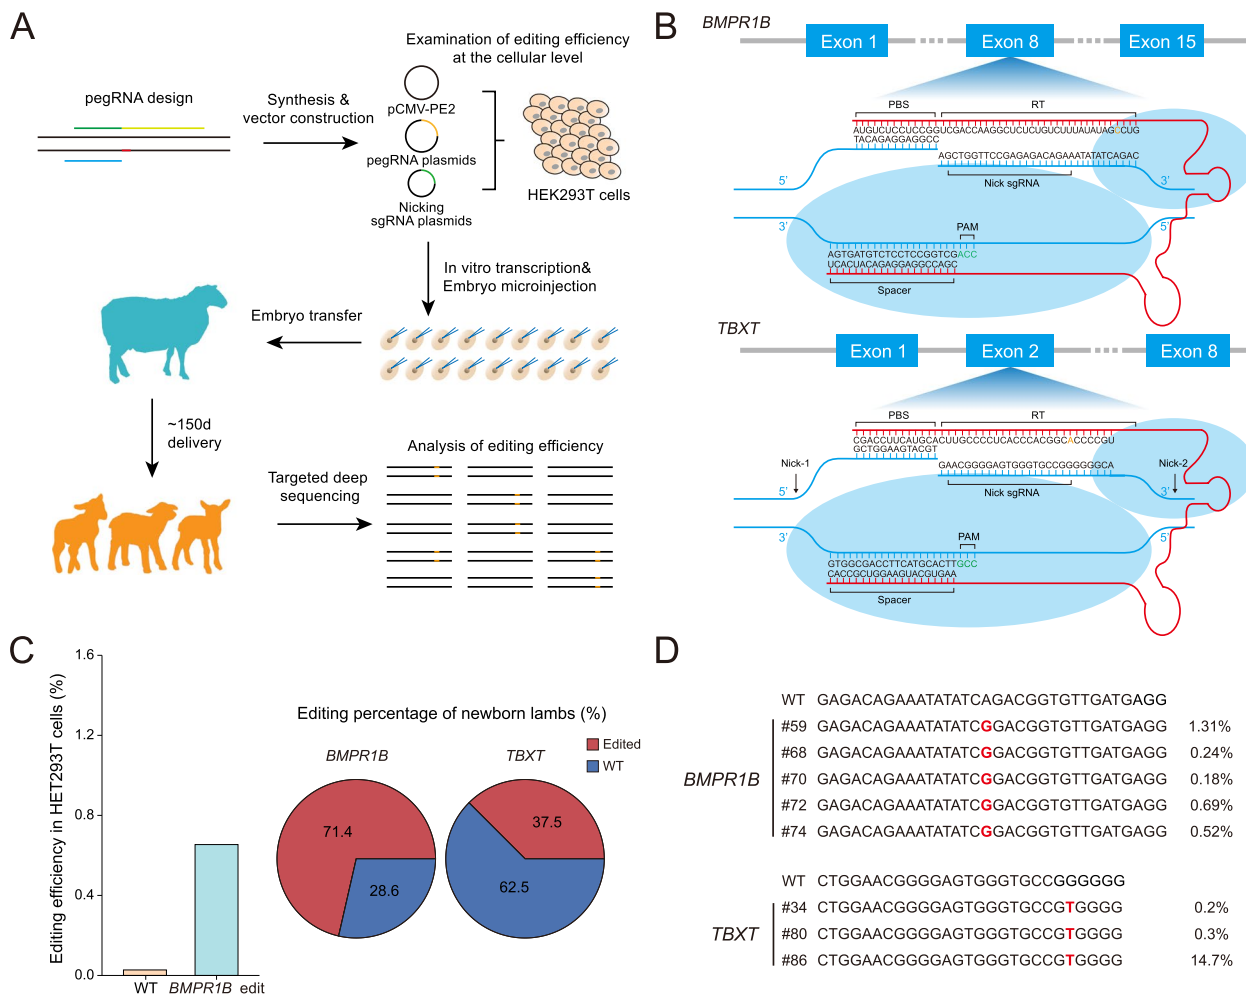 A
pegRNA design
Synthesis &
vector construction
Examination of editing efficiency
at the cellular level
pCMV-PE2
pegRNA plasmids
Nicking
sgRNA plasmids
HEK293T cells
In vitro transcription&
Embryo microinjection
Embryo transfer
~150d
delivery
Targeted deep
sequencing
Analysis of editing efficiency
B
BMPR1B
Exon 1
Exon 8
Exon 15
PBS
RT
AUGUCUCCUCCGGUCGACCAAGGCUCUCUGUCUUUAUAUAGCCUG
TACAGAGGAGGCC
AGCTGGTTCCGAGAGACAGAAATATATCAGAC
Nick sgRNA
5'
3'
3'
5'
PAM
AGTGATGTCTCCTCCGGTCGACC
UCACUACAGAGGAGGCCAGC
Spacer
TBXT
Exon 1
Exon 2
Exon 8
PBS
RT
CGACCUUCAUGCACUUGCCCCUCACCCACGGCACCCCGU
GCTGGAAGTACGT
GAACGGGGAGTGGGTGCCGGGGGGCA
Nick-1
Nick-2
Nick sgRNA
5'
3'
3'
5'
PAM
GTGGCGACCTTCATGCACTTGCC
CACCGCUGGAAGUACGUGAA
Spacer
C
Editing efficiency in HET293T cells (%)
1.6
1.2
0.8
0.4
0.0
WT
BMPR1B edit
Editing percentage of newborn lambs (%)
Edited
WT
BMPR1B
TBXT
71.4
28.6
37.5
62.5
D
WT GAGACAGAAATATATCAGACGGTGTTGATGAGG
BMPR1B
#59 GAGACAGAAATATATCGGACGGTGTTGATGAGG 1.31%
#68 GAGACAGAAATATATCGGACGGTGTTGATGAGG 0.24%
#70 GAGACAGAAATATATCGGACGGTGTTGATGAGG 0.18%
#72 GAGACAGAAATATATCGGACGGTGTTGATGAGG 0.69%
#74 GAGACAGAAATATATCGGACGGTGTTGATGAGG 0.52%
WT CTGGAACGGGGAGTGGGTGCCGGGGGG
TBXT
#34 CTGGAACGGGGAGTGGGTGCCGTGGGG 0.2%
#80 CTGGAACGGGGAGTGGGTGCCGTGGGG 0.3%
#86 CTGGAACGGGGAGTGGGTGCCGTGGGG 14.7%